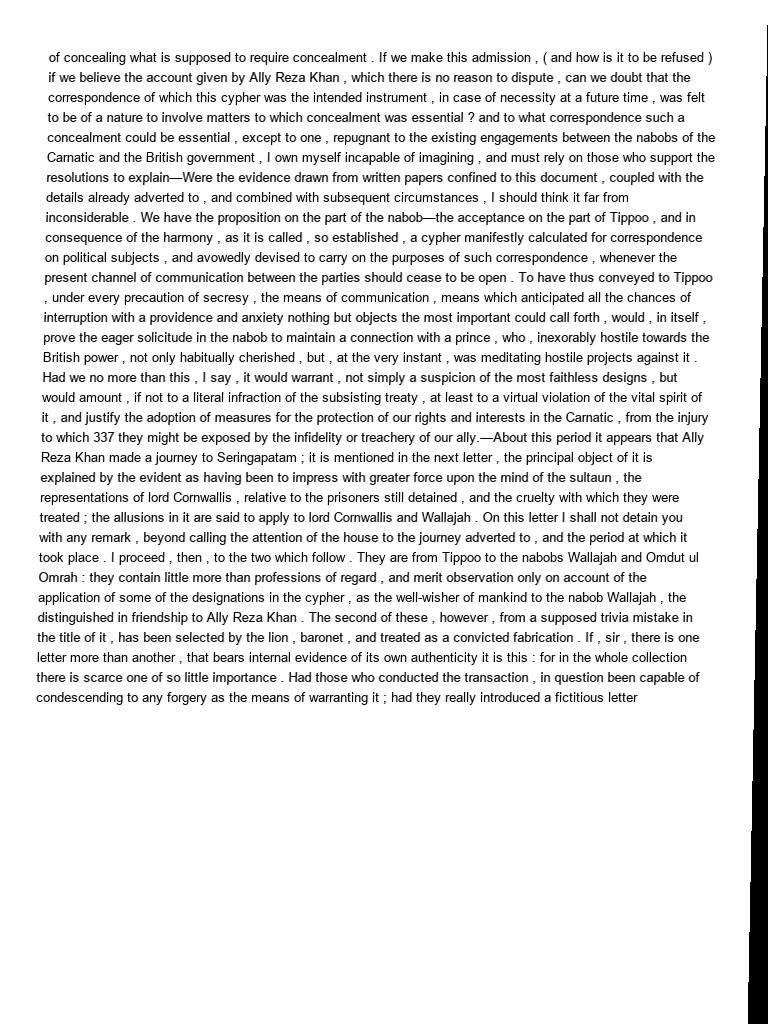 of concealing what is supposed to require concealment . If we make this admission , ( and how is it to be refused )
if we believe the account given by Ally Reza Khan , which there is no reason to dispute , can we doubt that the
correspondence of which this cypher was the intended instrument , in case of necessity at a future time , was felt
to be of a nature to involve matters to which concealment was essential ? and to what correspondence such a
concealment could be essential , except to one , repugnant to the existing engagements between the nabobs of the
Carnatic and the British government , I own myself incapable of imagining , and must rely on those who support the
resolutions to explain—Were the evidence drawn from written papers confined to this document , coupled with the
details already adverted to , and combined with subsequent circumstances , I should think it far from
inconsiderable . We have the proposition on the part of the nabob—the acceptance on the part of Tippoo , and in
consequence of the harmony , as it is called , so established , a cypher manifestly calculated for correspondence
on political subjects , and avowedly devised to carry on the purposes of such correspondence , whenever the
present channel of communication between the parties should cease to be open . To have thus conveyed to Tippoo
, under every precaution of secresy , the means of communication , means which anticipated all the chances of
interruption with a providence and anxiety nothing but objects the most important could call forth , would , in itself ,
prove the eager solicitude in the nabob to maintain a connection with a prince , who , inexorably hostile towards the
British power , not only habitually cherished , but , at the very instant , was meditating hostile projects against it .
Had we no more than this , I say , it would warrant , not simply a suspicion of the most faithless designs , but
would amount , if not to a literal infraction of the subsisting treaty , at least to a virtual violation of the vital spirit of
it , and justify the adoption of measures for the protection of our rights and interests in the Carnatic , from the injury
to which 337 they might be exposed by the infidelity or treachery of our ally.—About this period it appears that Ally
Reza Khan made a journey to Seringapatam ; it is mentioned in the next letter , the principal object of it is
explained by the evident as having been to impress with greater force upon the mind of the sultaun , the
representations of lord Cornwallis , relative to the prisoners still detained , and the cruelty with which they were
treated ; the allusions in it are said to apply to lord Cornwallis and Wallajah . On this letter I shall not detain you
with any remark , beyond calling the attention of the house to the journey adverted to , and the period at which it
took place . I proceed , then , to the two which follow . They are from Tippoo to the nabobs Wallajah and Omdut ul
Omrah : they contain little more than professions of regard , and merit observation only on account of the
application of some of the designations in the cypher , as the well-wisher of mankind to the nabob Wallajah , the
distinguished in friendship to Ally Reza Khan . The second of these , however , from a supposed trivia mistake in
the title of it , has been selected by the lion , baronet , and treated as a convicted fabrication . If , sir , there is one
letter more than another , that bears internal evidence of its own authenticity it is this : for in the whole collection
there is scarce one of so little importance . Had those who conducted the transaction , in question been capable of
condescending to any forgery as the means of warranting it ; had they really introduced a fictitious letter